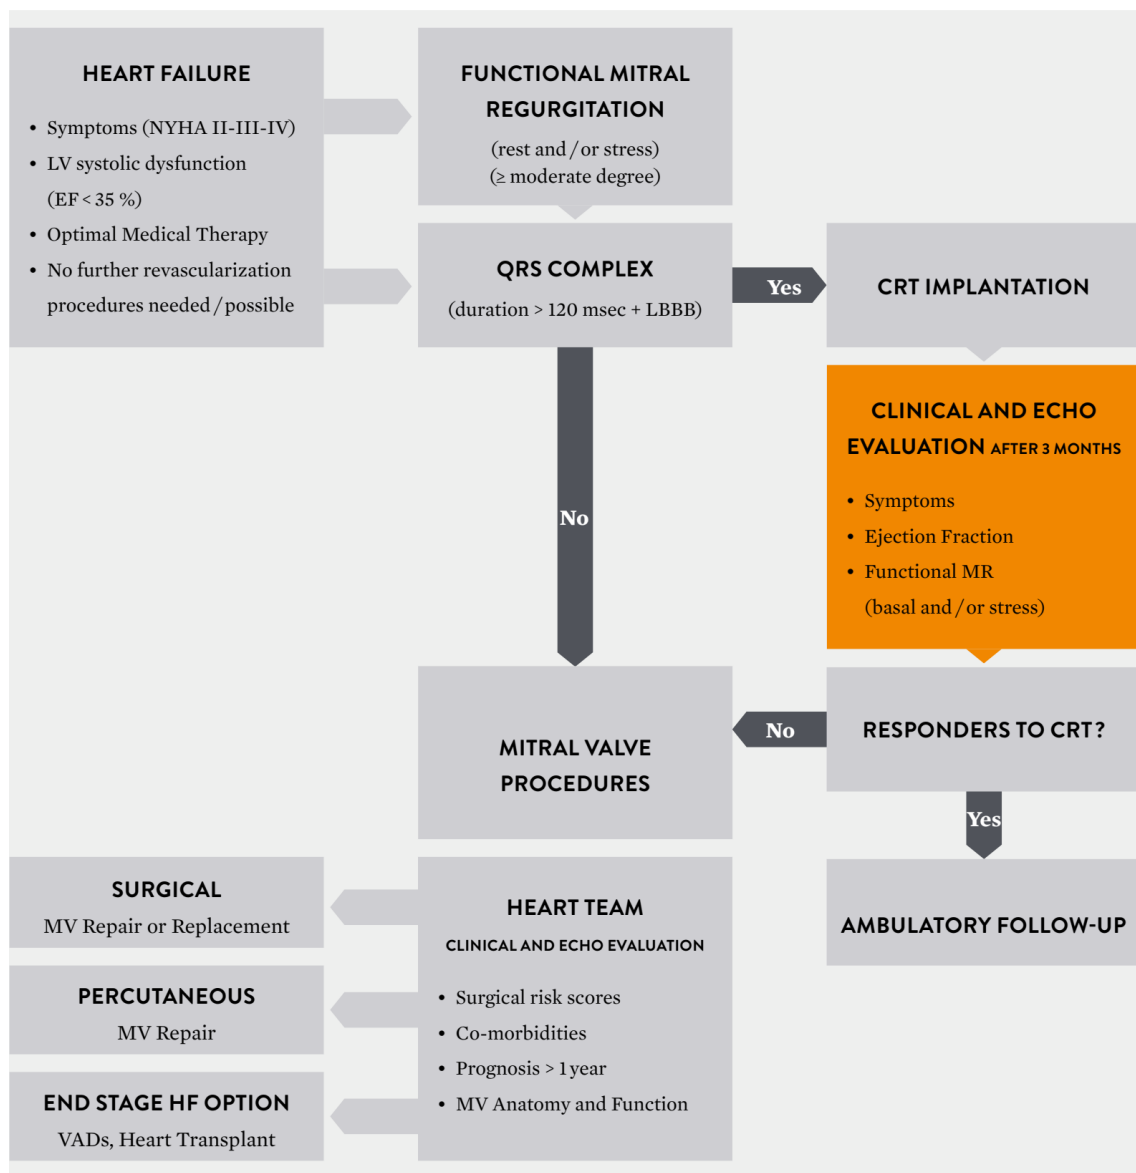 HEART FAILURE
• Symptoms (NYHA II-III-IV)
• LV systolic dysfunction
(EF < 35 %)
• Optimal Medical Therapy
• No further revascularization
procedures needed / possible
FUNCTIONAL MITRAL
REGURGITATION
(rest and / or stress)
(≥ moderate degree)
QRS COMPLEX
(duration > 120 msec + LBBB)
Yes
CRT IMPLANTATION
CLINICAL AND ECHO
EVALUATION AFTER 3 MONTHS
• Symptoms
• Ejection Fraction
• Functional MR
(basal and / or stress)
No
MITRAL VALVE
PROCEDURES
No
RESPONDERS TO CRT?
Yes
AMBULATORY FOLLOW-UP
HEART TEAM
CLINICAL AND ECHO EVALUATION
• Surgical risk scores
• Co-morbidities
• Prognosis > 1 year
• MV Anatomy and Function
SURGICAL
MV Repair or Replacement
PERCUTANEOUS
MV Repair
END STAGE HF OPTION
VADs, Heart Transplant